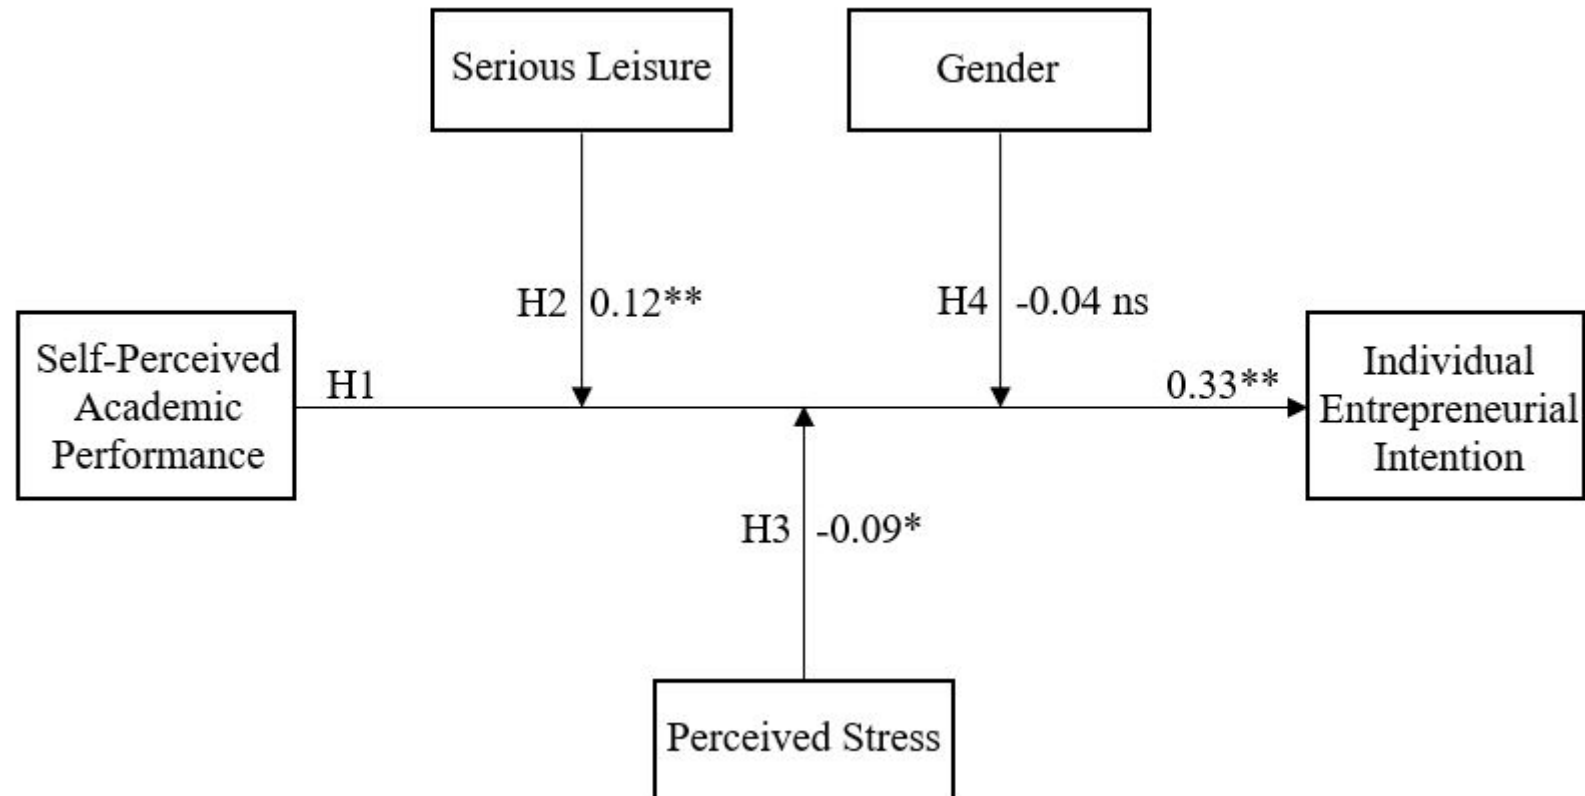 Serious Leisure
Gender
H2 0.12**
H4 -0.04 ns
Self-Perceived
Academic
Performance
H1
0.33**
Individual
Entrepreneurial
Intention
H3 -0.09*
Perceived Stress